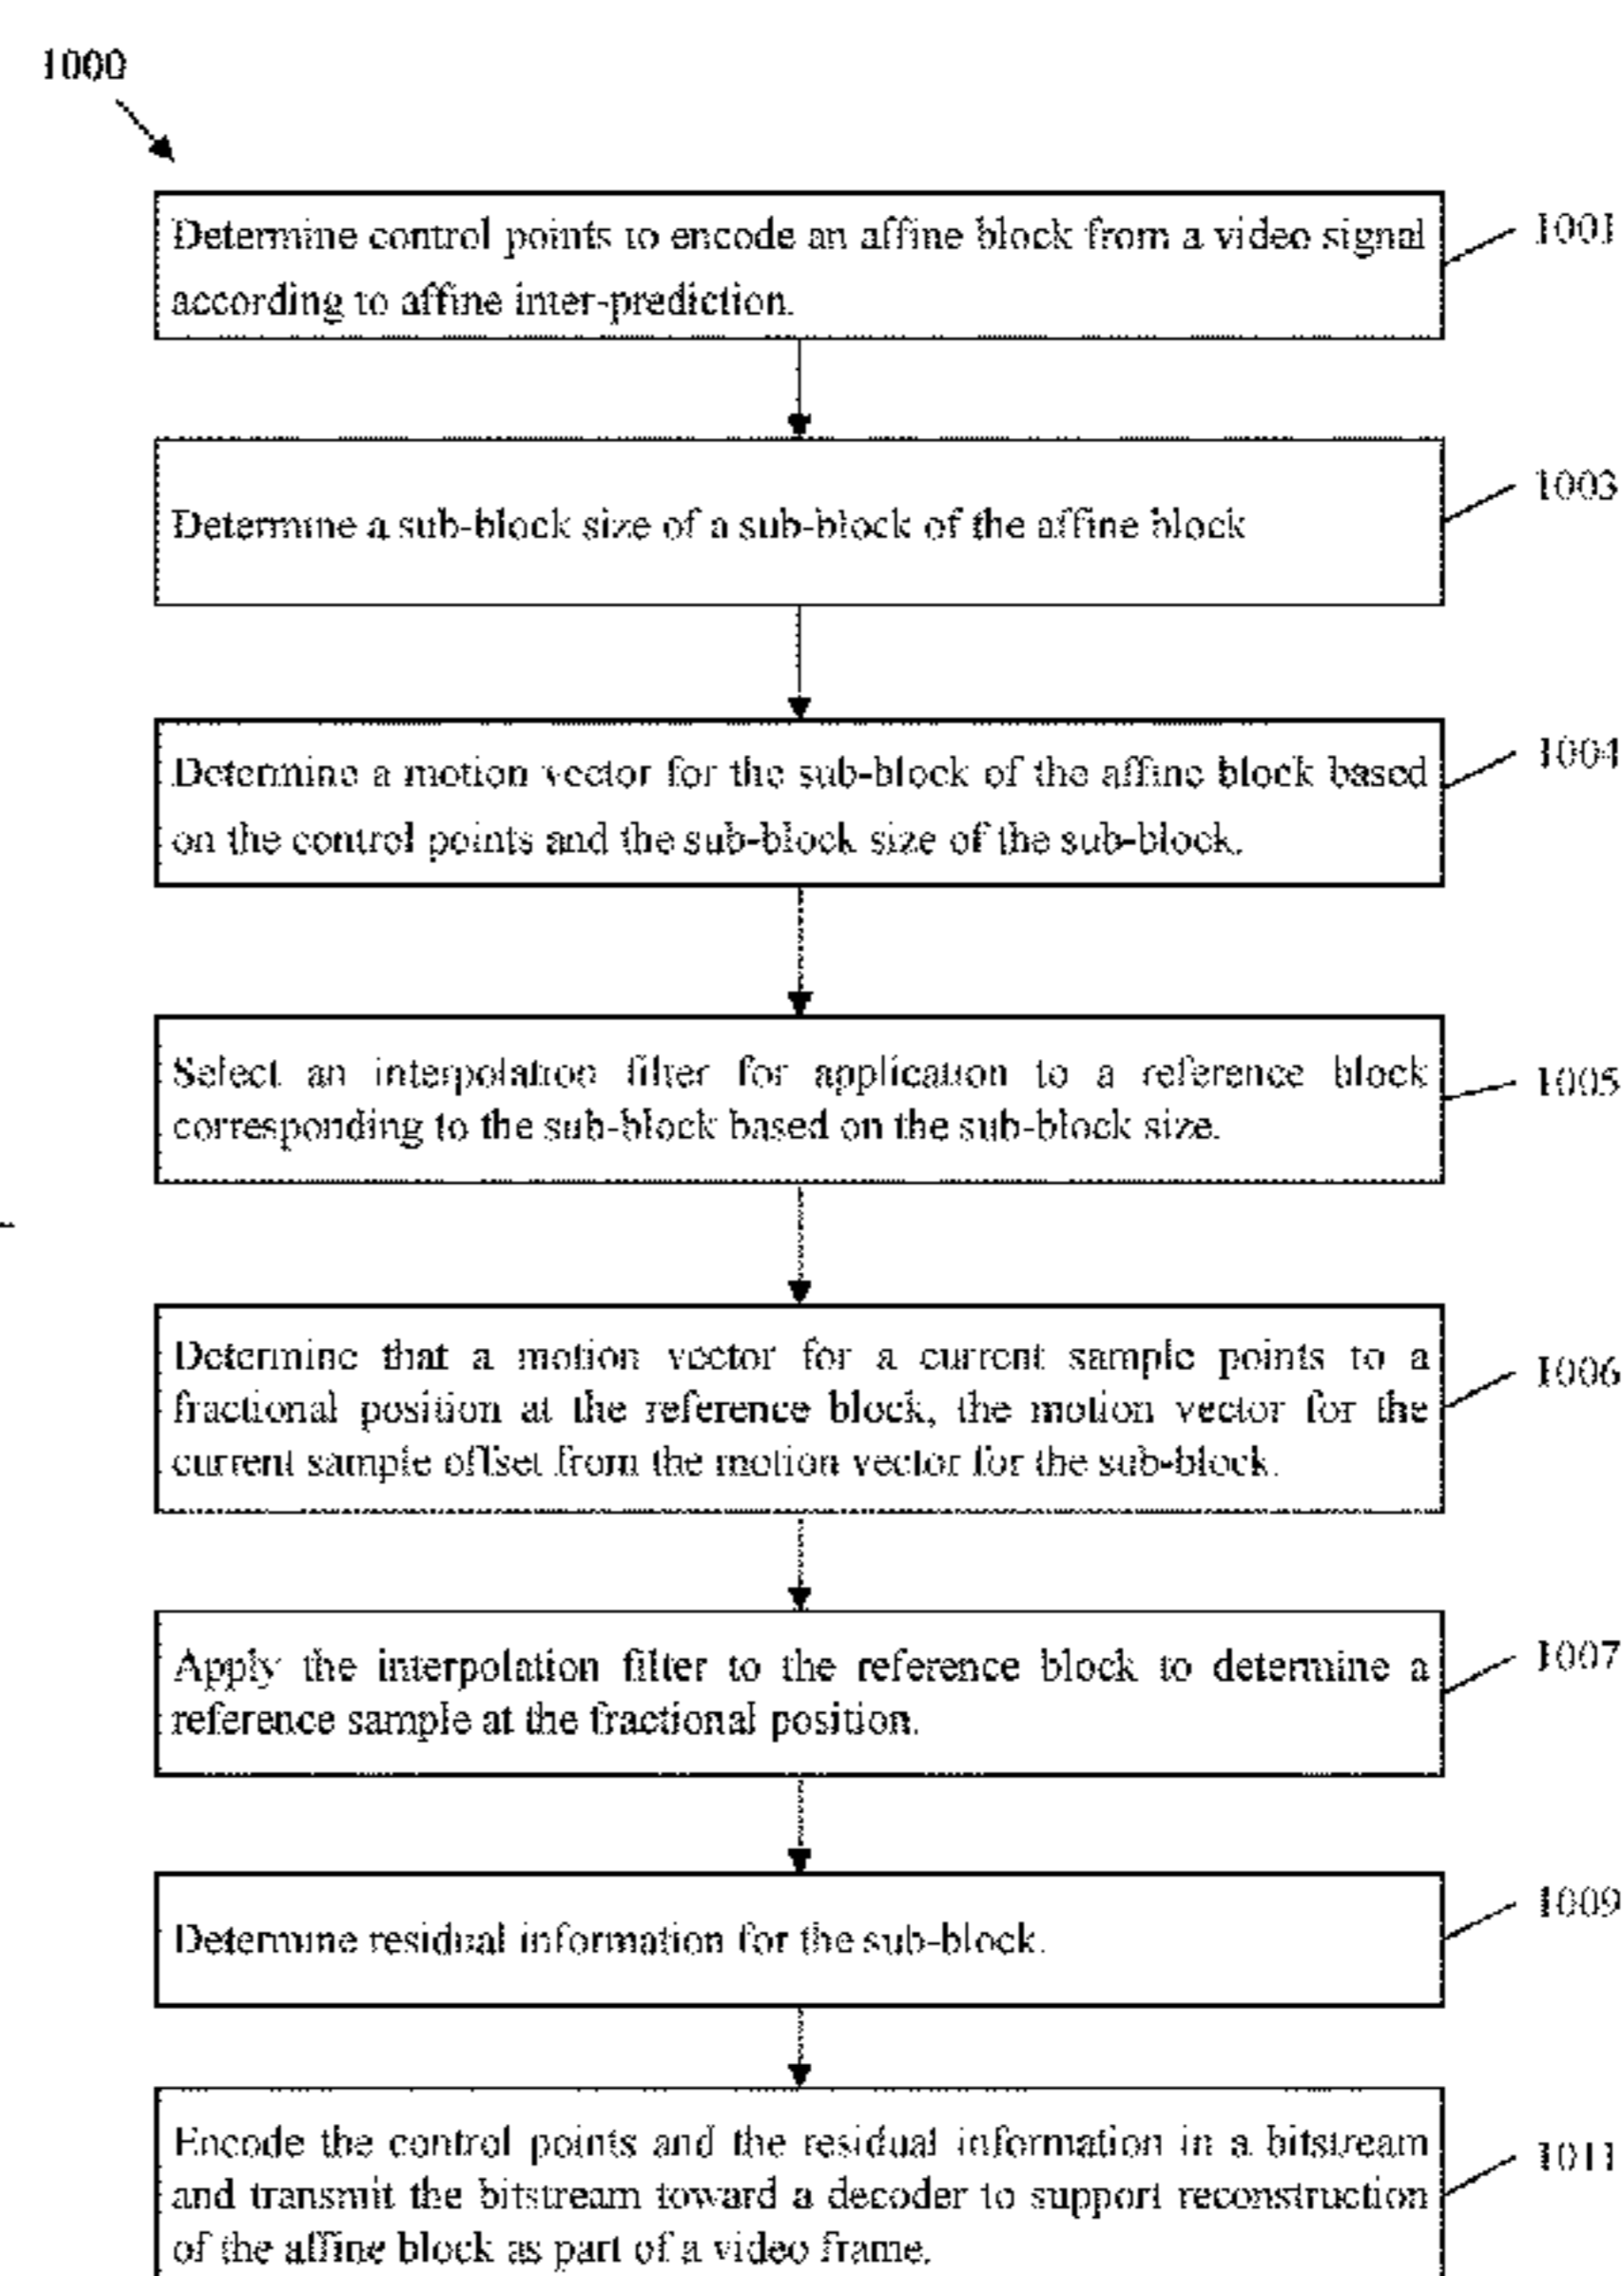 1000
Determine control points to encode an affine block from a video signal
according to affine inter-prediction.
1001
Determine a sub-block size of a sub-block of the affine block
1003
Determine a motion vector for the sub-block of the affine block based
on the control points and the sub-block size of the sub-block.
1004
Select an interpolation filter for application to a reference block
corresponding to the sub-block based on the sub-block size.
1005
Determine that a motion vector for a current sample points to a
fractional position at the reference block, the motion vector for the
current sample offset from the motion vector for the sub-block.
1006
Apply the interpolation filter to the reference block to determine a
reference sample at the fractional position.
1007
Determine residual information for the sub-block.
1009
Encode the control points and the residual information in a bitstream
and transmit the bitstream toward a decoder to support reconstruction
of the affine block as part of a video frame.
1011